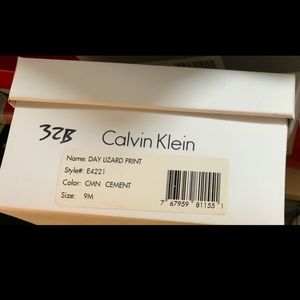 32B
Calvin Klein
Name: DAY LIZARD PRINT
Style#: E4221
Color: CMN CEMENT
Size: 9M
7 67959 81155 1